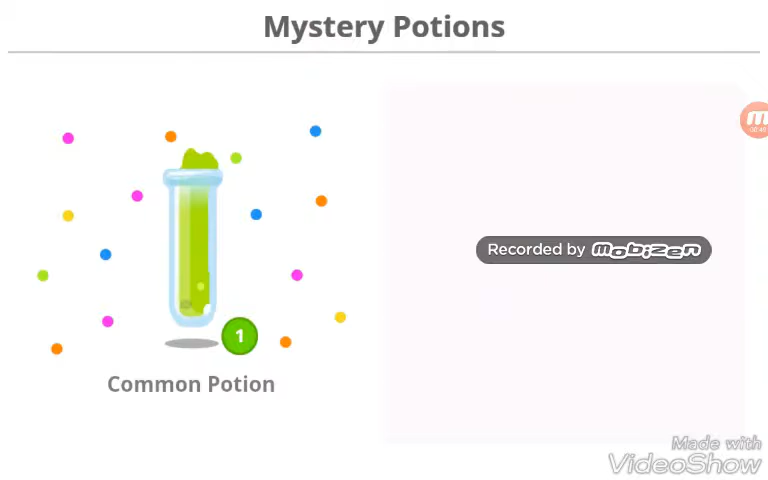 Mystery Potions
Recorded by mobizen
1
Common Potion
Made with
VideoShow